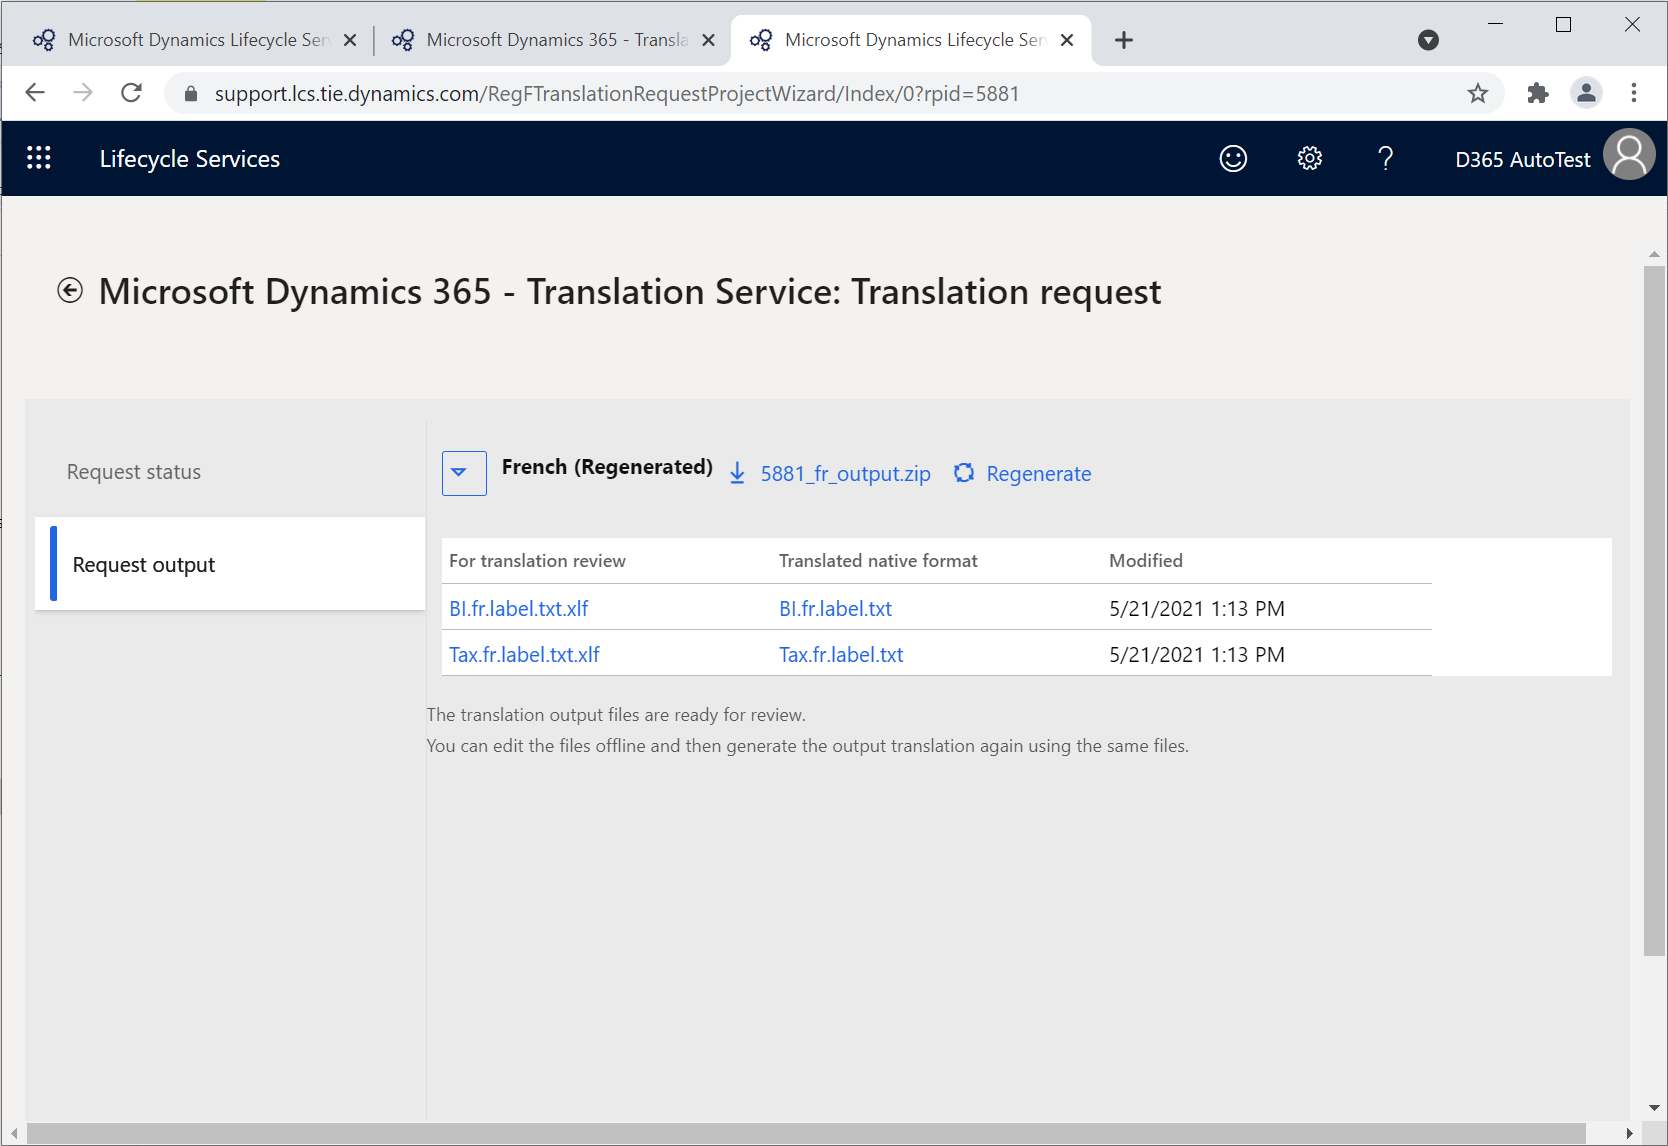 Microsoft Dynamics Lifecycle Ser
Microsoft Dynamics 365 - Transla
Microsoft Dynamics Lifecycle Ser
support.lcs.tie.dynamics.com/RegFTranslationRequestProjectWizard/Index/0?rpid=5881
Lifecycle Services
D365 AutoTest
Microsoft Dynamics 365 - Translation Service: Translation request
Request status
Request output
French (Regenerated) 5881_fr_output.zip Regenerate
For translation review Translated native format Modified
BI.fr.label.txt.xlf BI.fr.label.txt 5/21/2021 1:13 PM
Tax.fr.label.txt.xlf Tax.fr.label.txt 5/21/2021 1:13 PM
The translation output files are ready for review.
You can edit the files offline and then generate the output translation again using the same files.